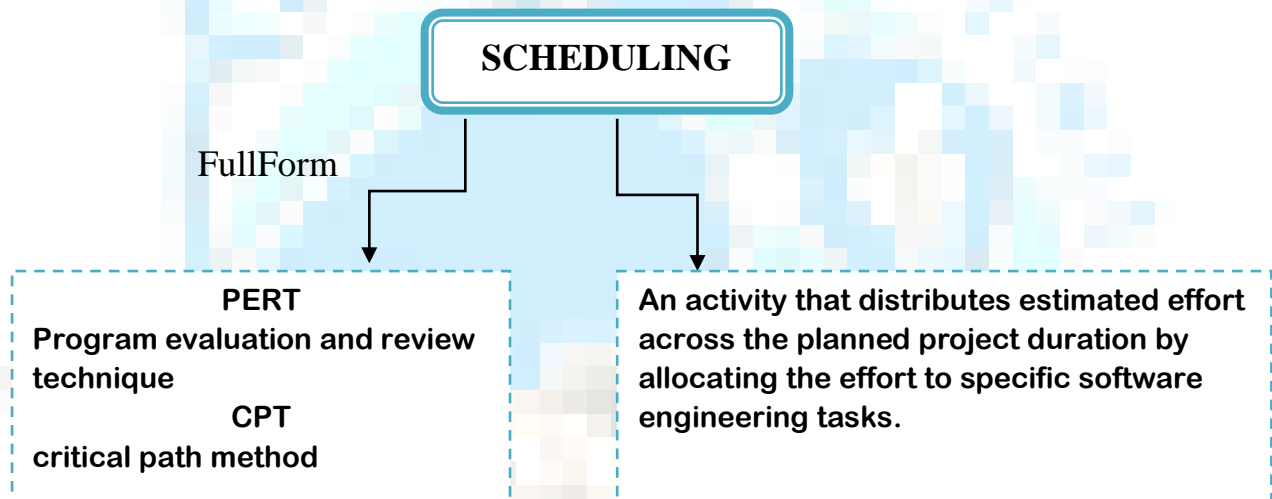 SCHEDULING
FullForm
PERT
Program evaluation and review
technique
CPT
critical path method
An activity that distributes estimated effort
across the planned project duration by
allocating the effort to specific software
engineering tasks.